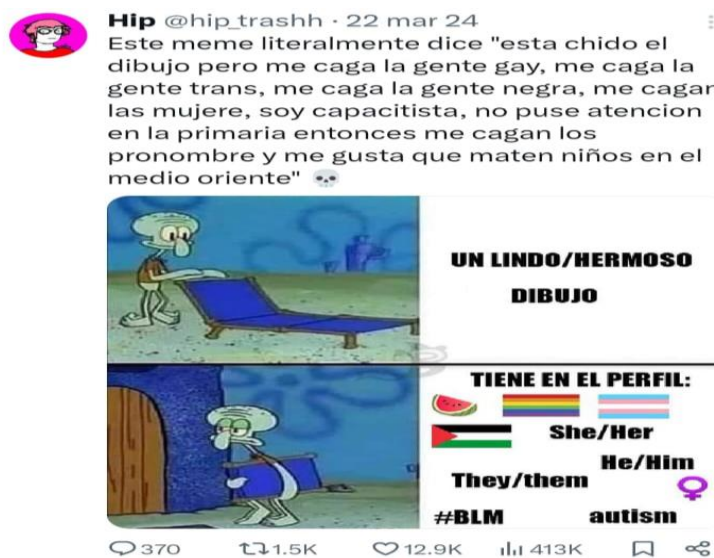 Hip @hip_trashh · 22 mar 24
Este meme literalmente dice "esta chido el
dibujo pero me caga la gente gay, me caga la
gente trans, me caga la gente negra, me cagan
las mujere, soy capacitista, no puse atencion
en la primaria entonces me cagan los
pronombre y me gusta que maten niños en el
medio oriente" 💀
UN LINDO/HERMOSO
DIBUJO
TIENE EN EL PERFIL:
She/Her
He/Him
They/them
#BLM autism
370 1.5K 12.9K 413K